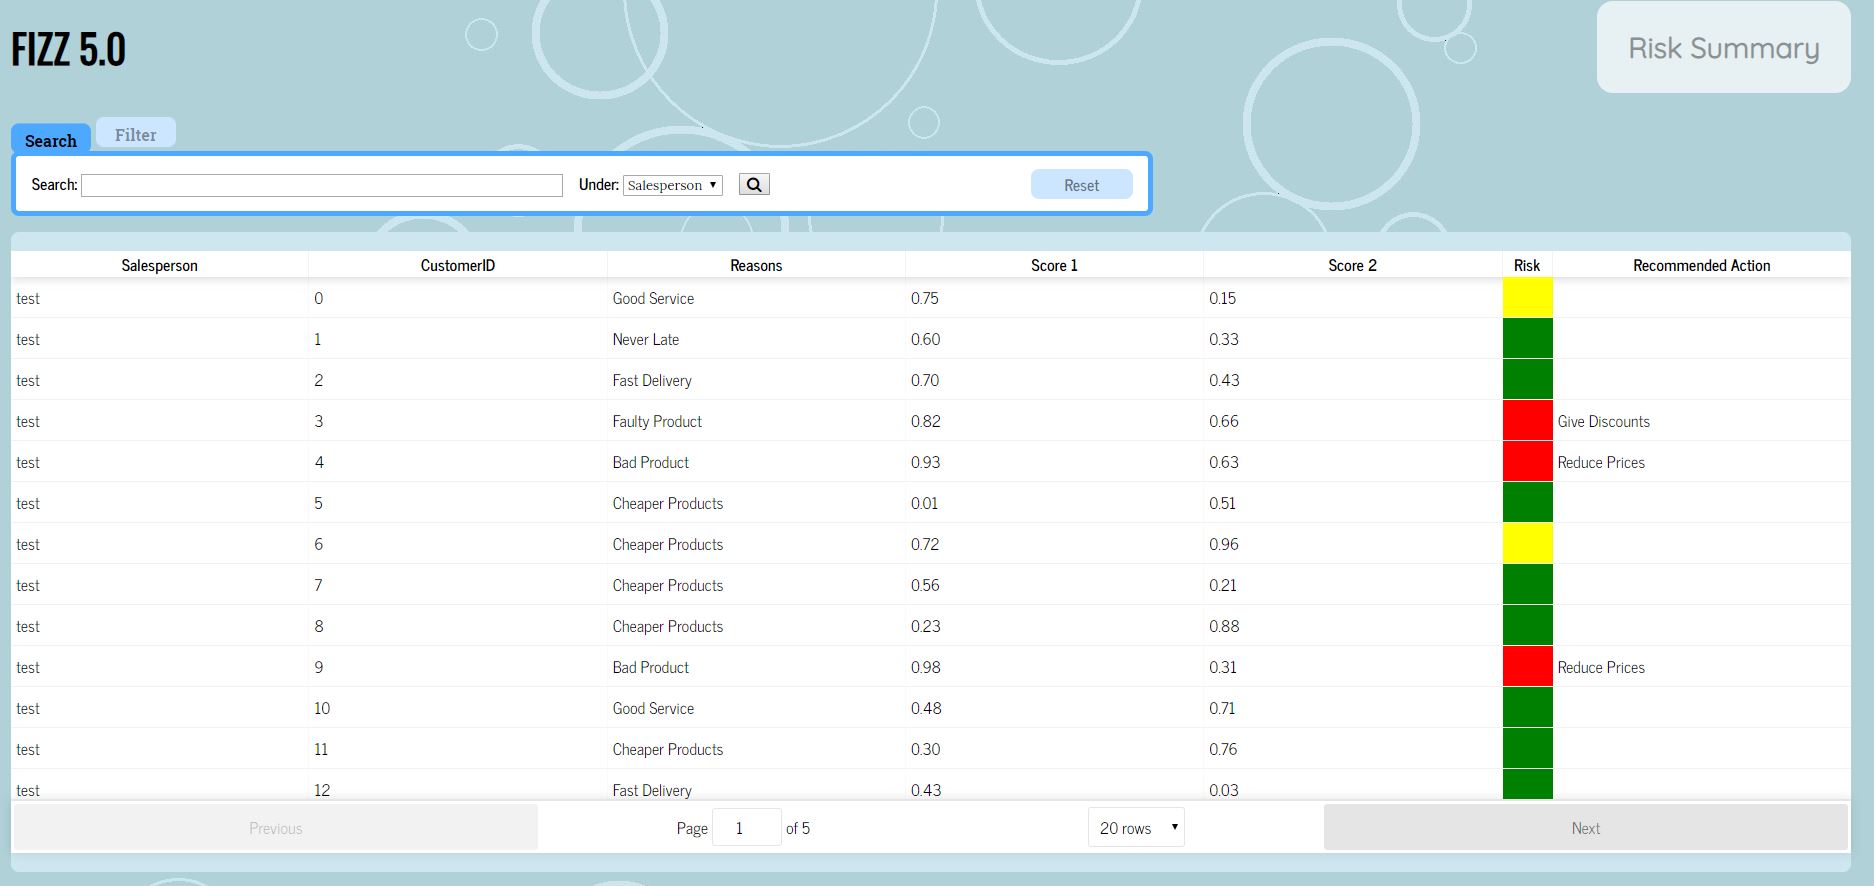 FIZZ 5.0
Risk Summary
Search Filter
Search: Under: Salesperson Reset
Salesperson CustomerID Reasons Score 1 Score 2 Risk Recommended Action
test 0 Good Service 0.75 0.15
test 1 Never Late 0.60 0.33
test 2 Fast Delivery 0.70 0.43
test 3 Faulty Product 0.82 0.66 Give Discounts
test 4 Bad Product 0.93 0.63 Reduce Prices
test 5 Cheaper Products 0.01 0.51
test 6 Cheaper Products 0.72 0.96
test 7 Cheaper Products 0.56 0.21
test 8 Cheaper Products 0.23 0.88
test 9 Bad Product 0.98 0.31 Reduce Prices
test 10 Good Service 0.48 0.71
test 11 Cheaper Products 0.30 0.76
test 12 Fast Delivery 0.43 0.03
Previous Page 1 of 5 20 rows Next